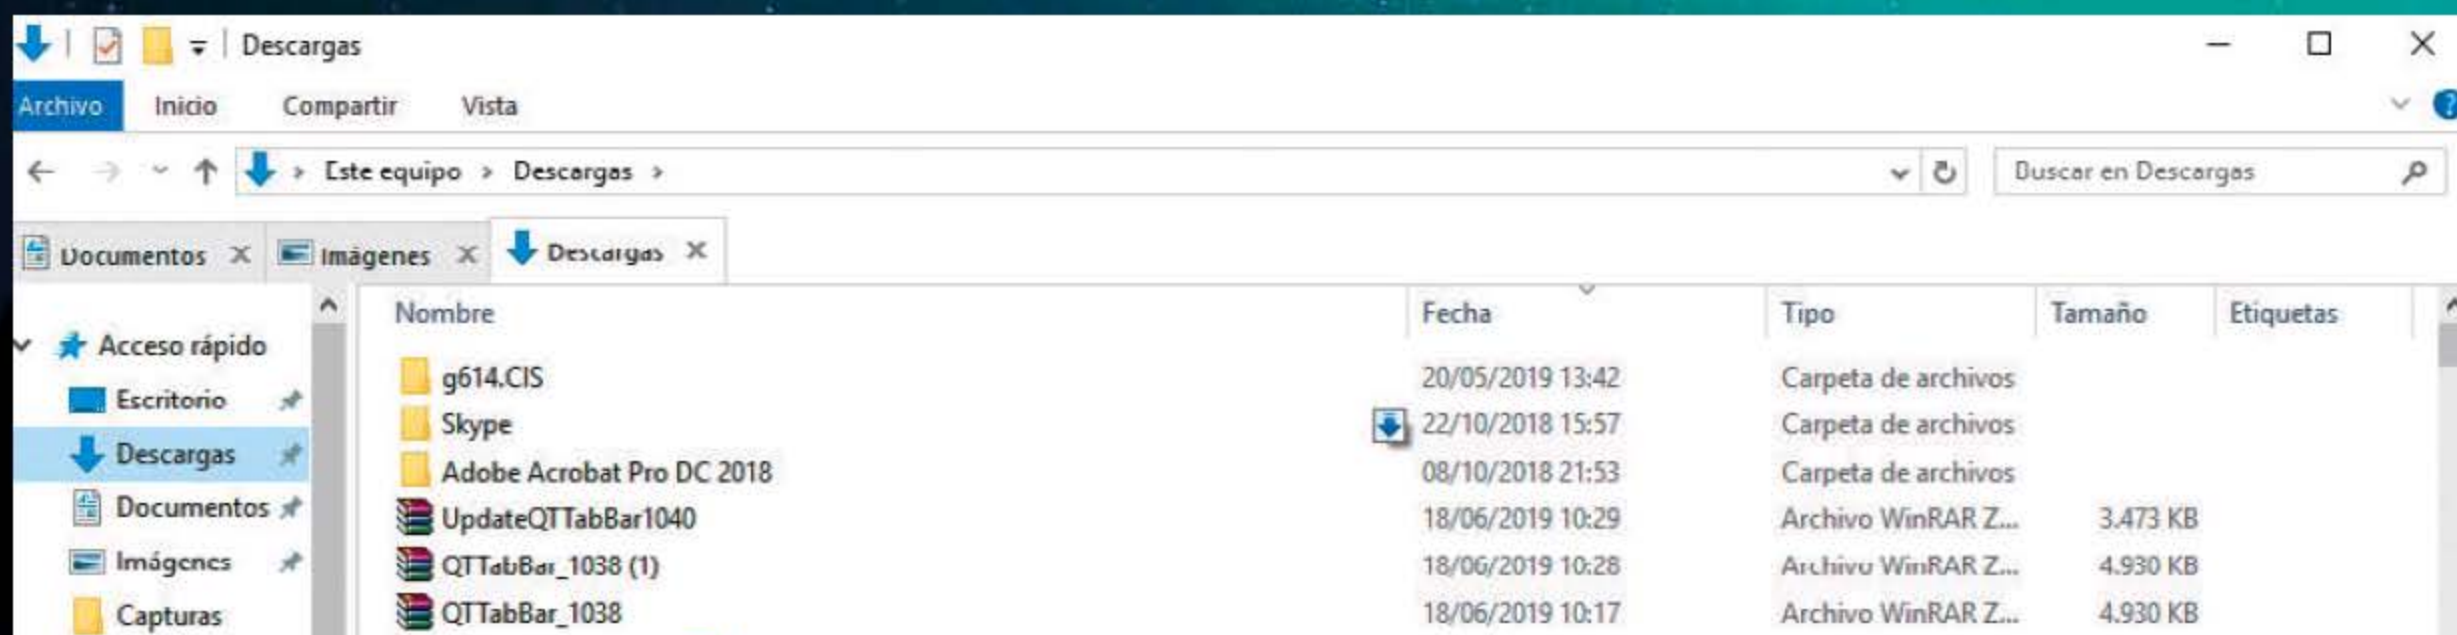 Descargas
Archivo Inicio Compartir Vista
Este equipo > Descargas > Buscar en Descargas
Documentos Imágenes Descargas
Nombre Fecha Tipo Tamaño Etiquetas
Acceso rápido
g614.CIS 20/05/2019 13:42 Carpeta de archivos
Escritorio
Skype 22/10/2018 15:57 Carpeta de archivos
Descargas
Adobe Acrobat Pro DC 2018 08/10/2018 21:53 Carpeta de archivos
Documentos
UpdateQTTabBar1040 18/06/2019 10:29 Archivo WinRAR Z... 3.473 KB
Imágenes
QTTabBar_1038 (1) 18/06/2019 10:28 Archivo WinRAR Z... 4.930 KB
Capturas
QTTabBar_1038 18/06/2019 10:17 Archivo WinRAR Z... 4.930 KB